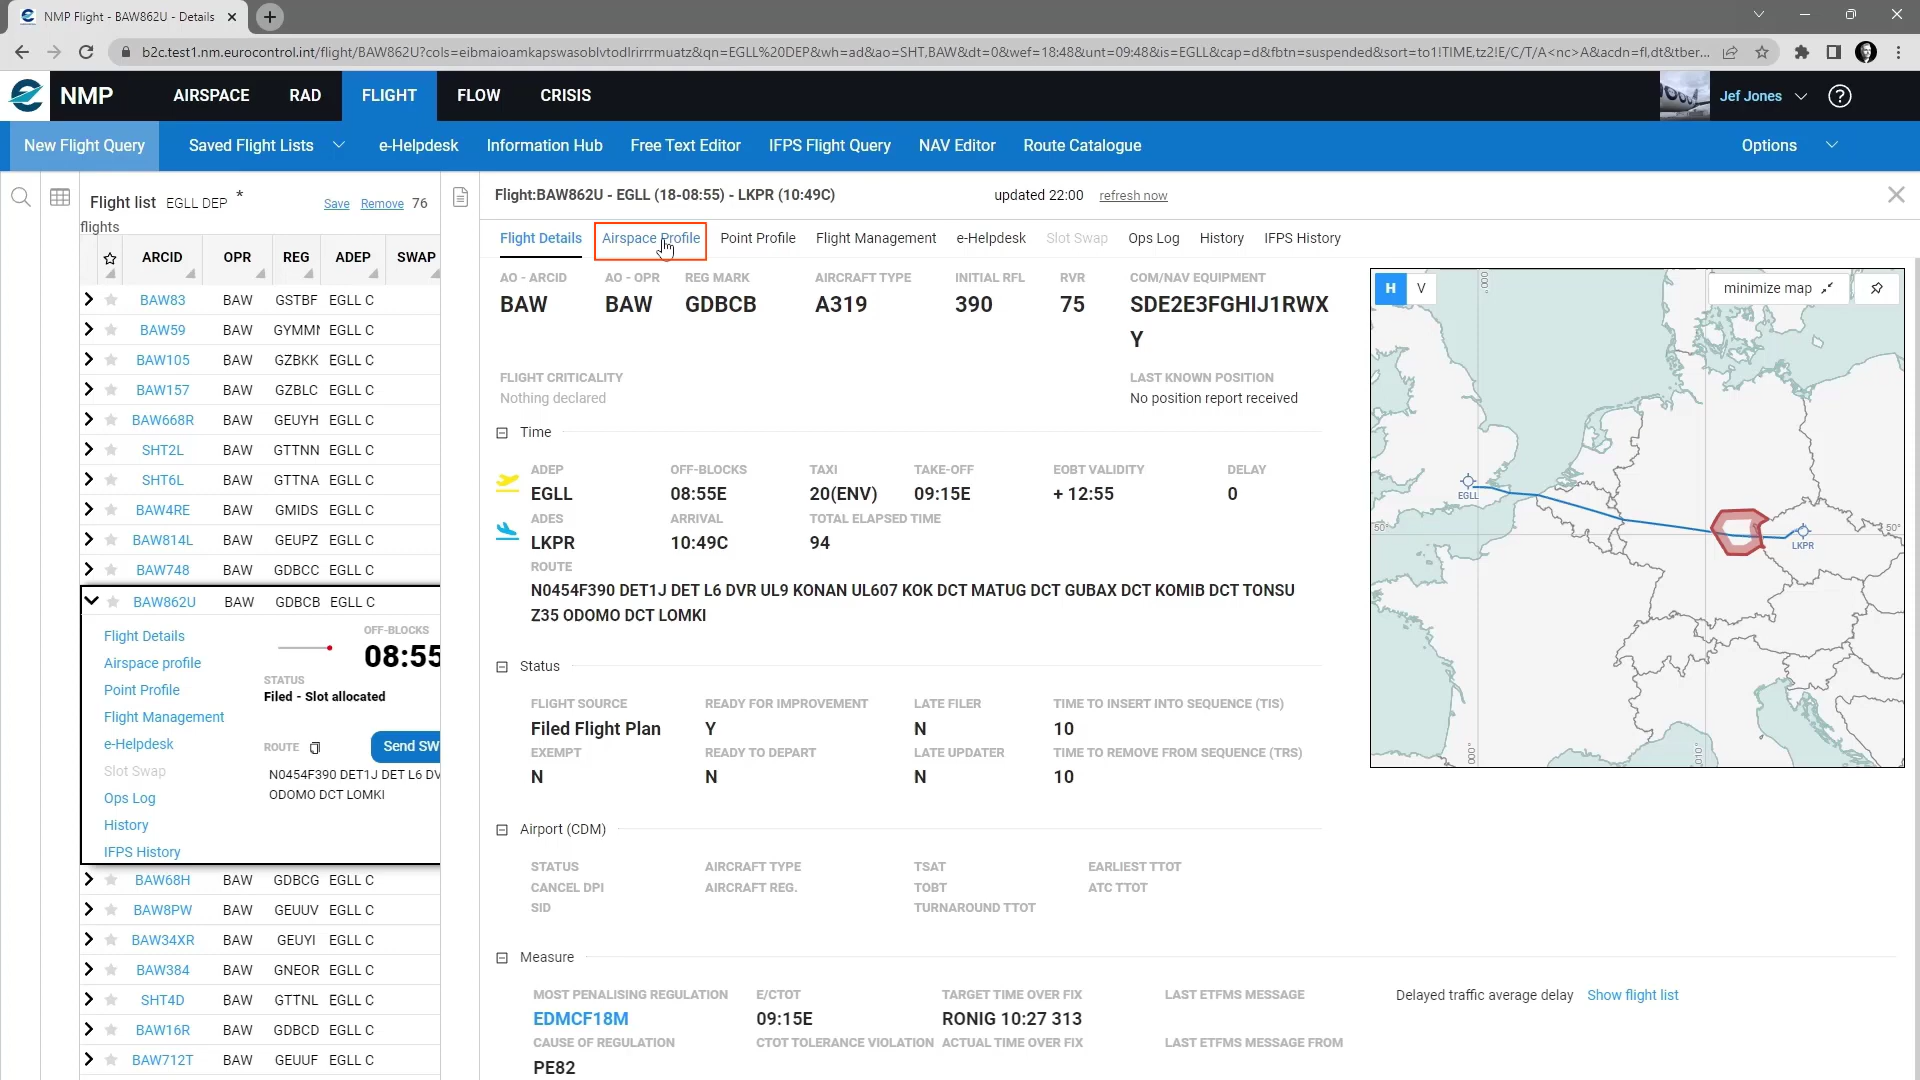 NMP Flight - BAW862U - Details
b2c.test1.nm.eurocontrol.int/flight/BAW862U?cols=eibmaioamkapswasoblvtodlrirrrmuatz&qn=EGLL%20DEP&wh=ad&ao=SHT,BAW&dt=0&wef=18:48&unt=09:48&is=EGLL&cap=d&fbtn=suspended&sort=to1!TIME,tz2!E/C/T/A<nc>A&acdn=fl,dt&tber...
NMP AIRSPACE RAD FLIGHT FLOW CRISIS Jef Jones ?
New Flight Query Saved Flight Lists e-Helpdesk Information Hub Free Text Editor IFPS Flight Query NAV Editor Route Catalogue Options
Flight list EGLL DEP * Save Remove 76
flights
ARCID OPR REG ADEP SWAP
BAW83 BAW GSTBF EGLL C
BAW59 BAW GYMM EGLL C
BAW105 BAW GZBKK EGLL C
BAW157 BAW GZBLC EGLL C
BAW668R BAW GEUYH EGLL C
SHT2L BAW GTTNN EGLL C
SHT6L BAW GTTNA EGLL C
BAW4RE BAW GMIDS EGLL C
BAW814L BAW GEUPZ EGLL C
BAW748 BAW GDBCC EGLL C
BAW862U BAW GDBCB EGLL C
Flight Details
Airspace profile
Point Profile
Flight Management
e-Helpdesk
Slot Swap
Ops Log
History
IFPS History
OFF-BLOCKS
08:55
STATUS
Filed - Slot allocated
ROUTE Send SW
N0454F390 DET1J DET L6 DV
ODOMO DCT LOMKI
BAW68H BAW GDBCG EGLL C
BAW8PW BAW GEUUV EGLL C
BAW34XR BAW GEUYI EGLL C
BAW384 BAW GNEOR EGLL C
SHT4D BAW GTTNL EGLL C
BAW16R BAW GDBCD EGLL C
BAW712T BAW GEUUF EGLL C
Flight:BAW862U - EGLL (18-08:55) - LKPR (10:49C) updated 22:00 refresh now
Flight Details Airspace Profile Point Profile Flight Management e-Helpdesk Slot Swap Ops Log History IFPS History
AO - ARCID AO - OPR REG MARK AIRCRAFT TYPE INITIAL RFL RVR COM/NAV EQUIPMENT
BAW BAW GDBCB A319 390 75 SDE2E3FGHIJ1RWX
Y
FLIGHT CRITICALITY LAST KNOWN POSITION
Nothing declared No position report received
Time
ADEP OFF-BLOCKS TAXI TAKE-OFF EOBT VALIDITY DELAY
EGLL 08:55E 20(ENV) 09:15E + 12:55 0
ADES ARRIVAL TOTAL ELAPSED TIME
LKPR 10:49C 94
ROUTE
N0454F390 DET1J DET L6 DVR UL9 KONAN UL607 KOK DCT MATUG DCT GUBAX DCT KOMIB DCT TONSU
Z35 ODOMO DCT LOMKI
Status
FLIGHT SOURCE READY FOR IMPROVEMENT LATE FILER TIME TO INSERT INTO SEQUENCE (TIS)
Filed Flight Plan Y N 10
EXEMPT READY TO DEPART LATE UPDATER TIME TO REMOVE FROM SEQUENCE (TRS)
N N N 10
Airport (CDM)
STATUS AIRCRAFT TYPE TSAT EARLIEST TTOT
CANCEL DPI AIRCRAFT REG. TOBT ATC TTOT
SID TURNAROUND TTOT
Measure
MOST PENALISING REGULATION E/CTOT TARGET TIME OVER FIX LAST ETFMS MESSAGE
EDMCF18M 09:15E RONIG 10:27 313
CAUSE OF REGULATION CTOT TOLERANCE VIOLATION ACTUAL TIME OVER FIX LAST ETFMS MESSAGE FROM
PE82
Delayed traffic average delay Show flight list
H V minimize map
EGLL
LKPR
50° 50°